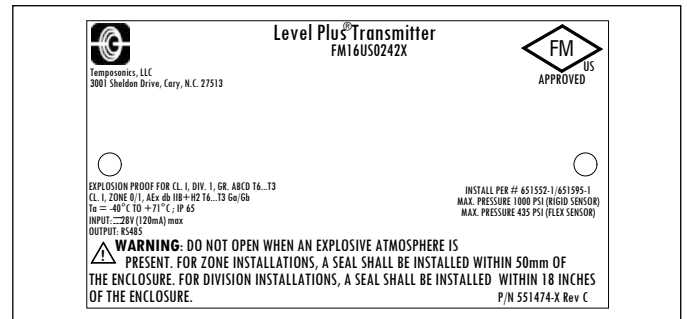 Level Plus® Transmitter
FM16US0242X
FM
US
APPROVED
Temposonics, LLC
3001 Sheldon Drive, Cary, N.C. 27513
EXPLOSION PROOF FOR CL. I, DIV. 1, GR. ABCD T6...T3
CL. I, ZONE 0/1, AEx db IIB+H2 T6...T3 Ga/Gb
Ta = -40°C TO +71°C ; IP 65
INPUT: ⎓28V (120mA) max
OUTPUT: RS485
INSTALL PER # 651552-1/651595-1
MAX. PRESSURE 1000 PSI (RIGID SENSOR)
MAX. PRESSURE 435 PSI (FLEX SENSOR)
WARNING: DO NOT OPEN WHEN AN EXPLOSIVE ATMOSPHERE IS
PRESENT. FOR ZONE INSTALLATIONS, A SEAL SHALL BE INSTALLED WITHIN 50mm OF
THE ENCLOSURE. FOR DIVISION INSTALLATIONS, A SEAL SHALL BE INSTALLED WITHIN 18 INCHES
OF THE ENCLOSURE.
P/N 551474-X Rev C